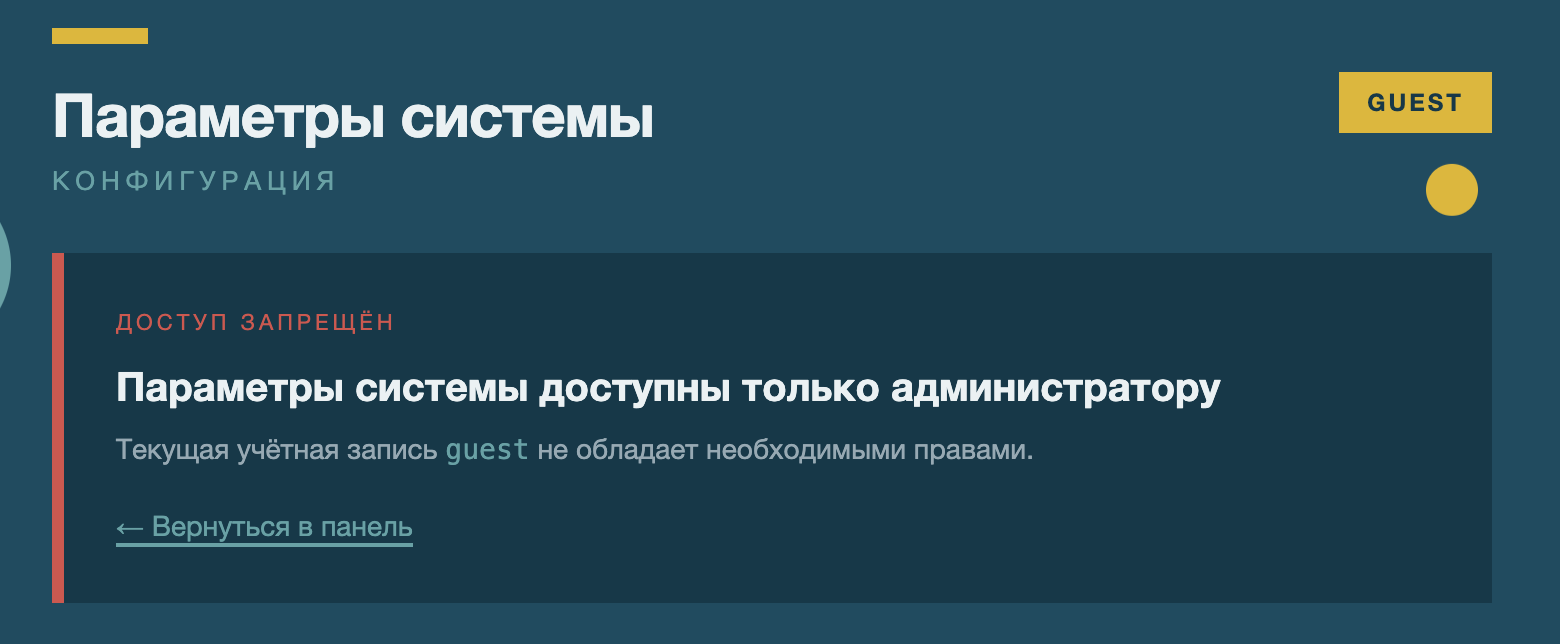 Параметры системы
GUEST
КОНФИГУРАЦИЯ
ДОСТУП ЗАПРЕЩЁН
Параметры системы доступны только администратору
Текущая учётная запись guest не обладает необходимыми правами.
← Вернуться в панель